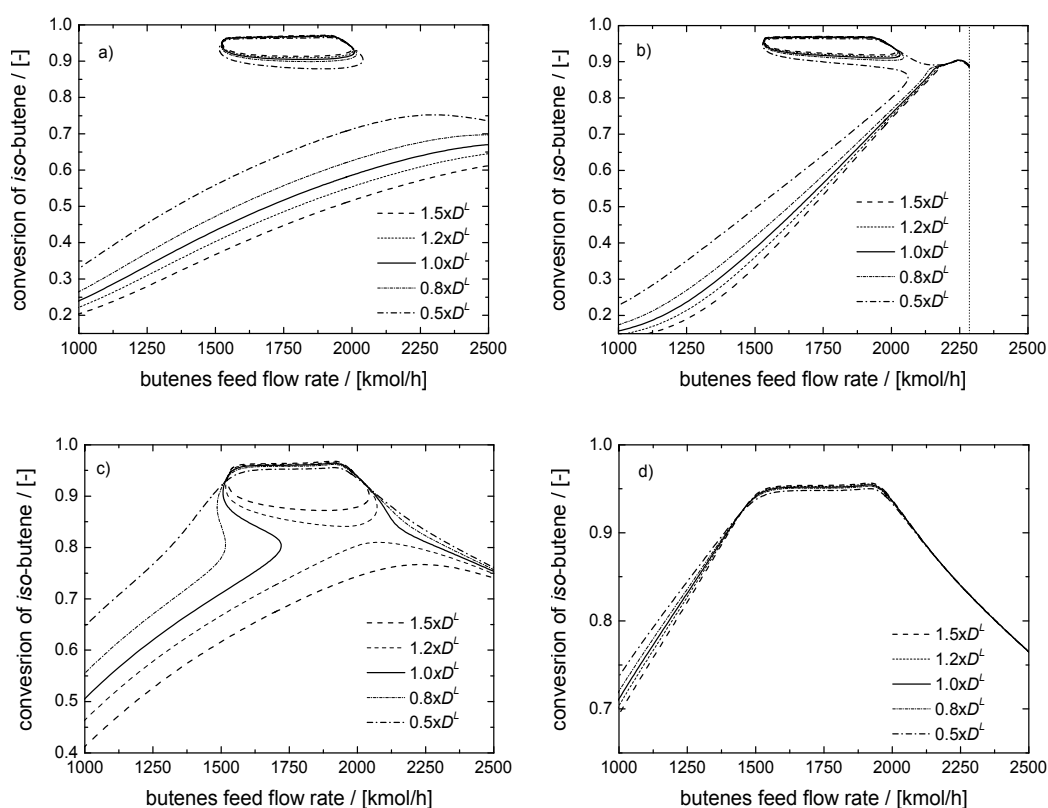 a)
conversion of iso-butene / [-]
1.0
0.9
0.8
0.7
0.6
0.5
0.4
0.3
0.2
1.5xD^L
1.2xD^L
1.0xD^L
0.8xD^L
0.5xD^L
1000 1250 1500 1750 2000 2250 2500
butenes feed flow rate / [kmol/h]
b)
convesrion of iso-butene / [-]
1.0
0.9
0.8
0.7
0.6
0.5
0.4
0.3
0.2
1.5xD^L
1.2xD^L
1.0xD^L
0.8xD^L
0.5xD^L
1000 1250 1500 1750 2000 2250 2500
butenes feed flow rate / [kmol/h]
c)
convesrion of iso-butene / [-]
1.0
0.9
0.8
0.7
0.6
0.5
0.4
1.5xD^L
1.2xD^L
1.0xD^L
0.8xD^L
0.5xD^L
1000 1250 1500 1750 2000 2250 2500
butenes feed flow rate / [kmol/h]
d)
convesrion of iso-butene / [-]
1.0
0.9
0.8
0.7
1.5xD^L
1.2xD^L
1.0xD^L
0.8xD^L
0.5xD^L
1000 1250 1500 1750 2000 2250 2500
butenes feed flow rate / [kmol/h]